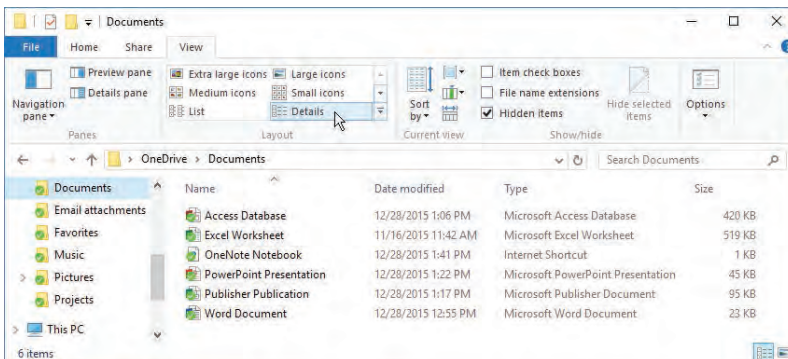 Documents
File Home Share View
Preview pane
Details pane
Navigation pane
Panes
Extra large icons Large icons
Medium icons Small icons
List Details
Layout
Sort by
Current view
Item check boxes
File name extensions
Hidden items
Hide selected items
Show/hide
Options
OneDrive > Documents
Search Documents
Documents
Email attachments
Favorites
Music
Pictures
Projects
This PC
Name Date modified Type Size
Access Database 12/28/2015 1:06 PM Microsoft Access Database 420 KB
Excel Worksheet 11/16/2015 11:42 AM Microsoft Excel Worksheet 519 KB
OneNote Notebook 12/28/2015 1:41 PM Internet Shortcut 1 KB
PowerPoint Presentation 12/28/2015 1:22 PM Microsoft PowerPoint Presentation 45 KB
Publisher Publication 12/28/2015 1:17 PM Microsoft Publisher Document 95 KB
Word Document 12/28/2015 12:55 PM Microsoft Word Document 23 KB
6 items